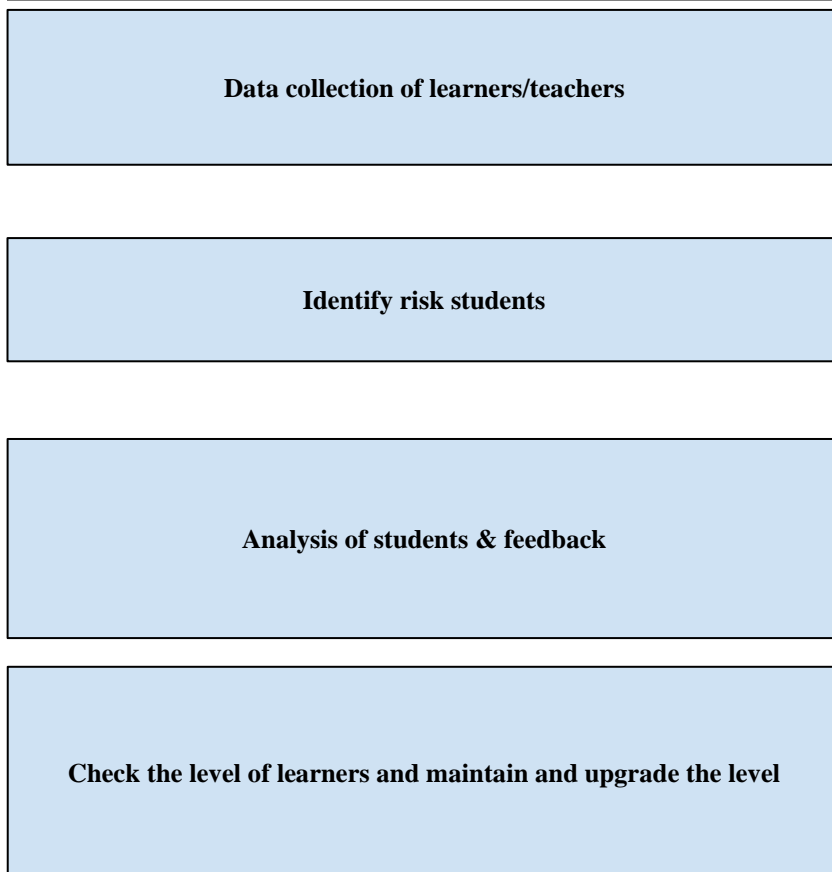 Data collection of learners/teachers
Identify risk students
Analysis of students & feedback
Check the level of learners and maintain and upgrade the level